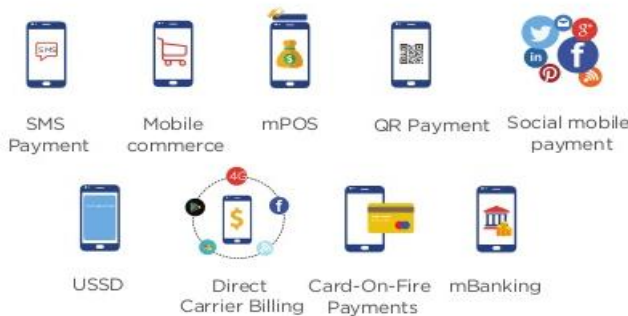 SMS
SMS
Payment
Mobile
commerce
$
mPOS
QR Payment
g+
in
f
Social mobile
payment
USSD
4G
f
$
Direct
Carrier Billing
Card-On-Fire
Payments
mBanking